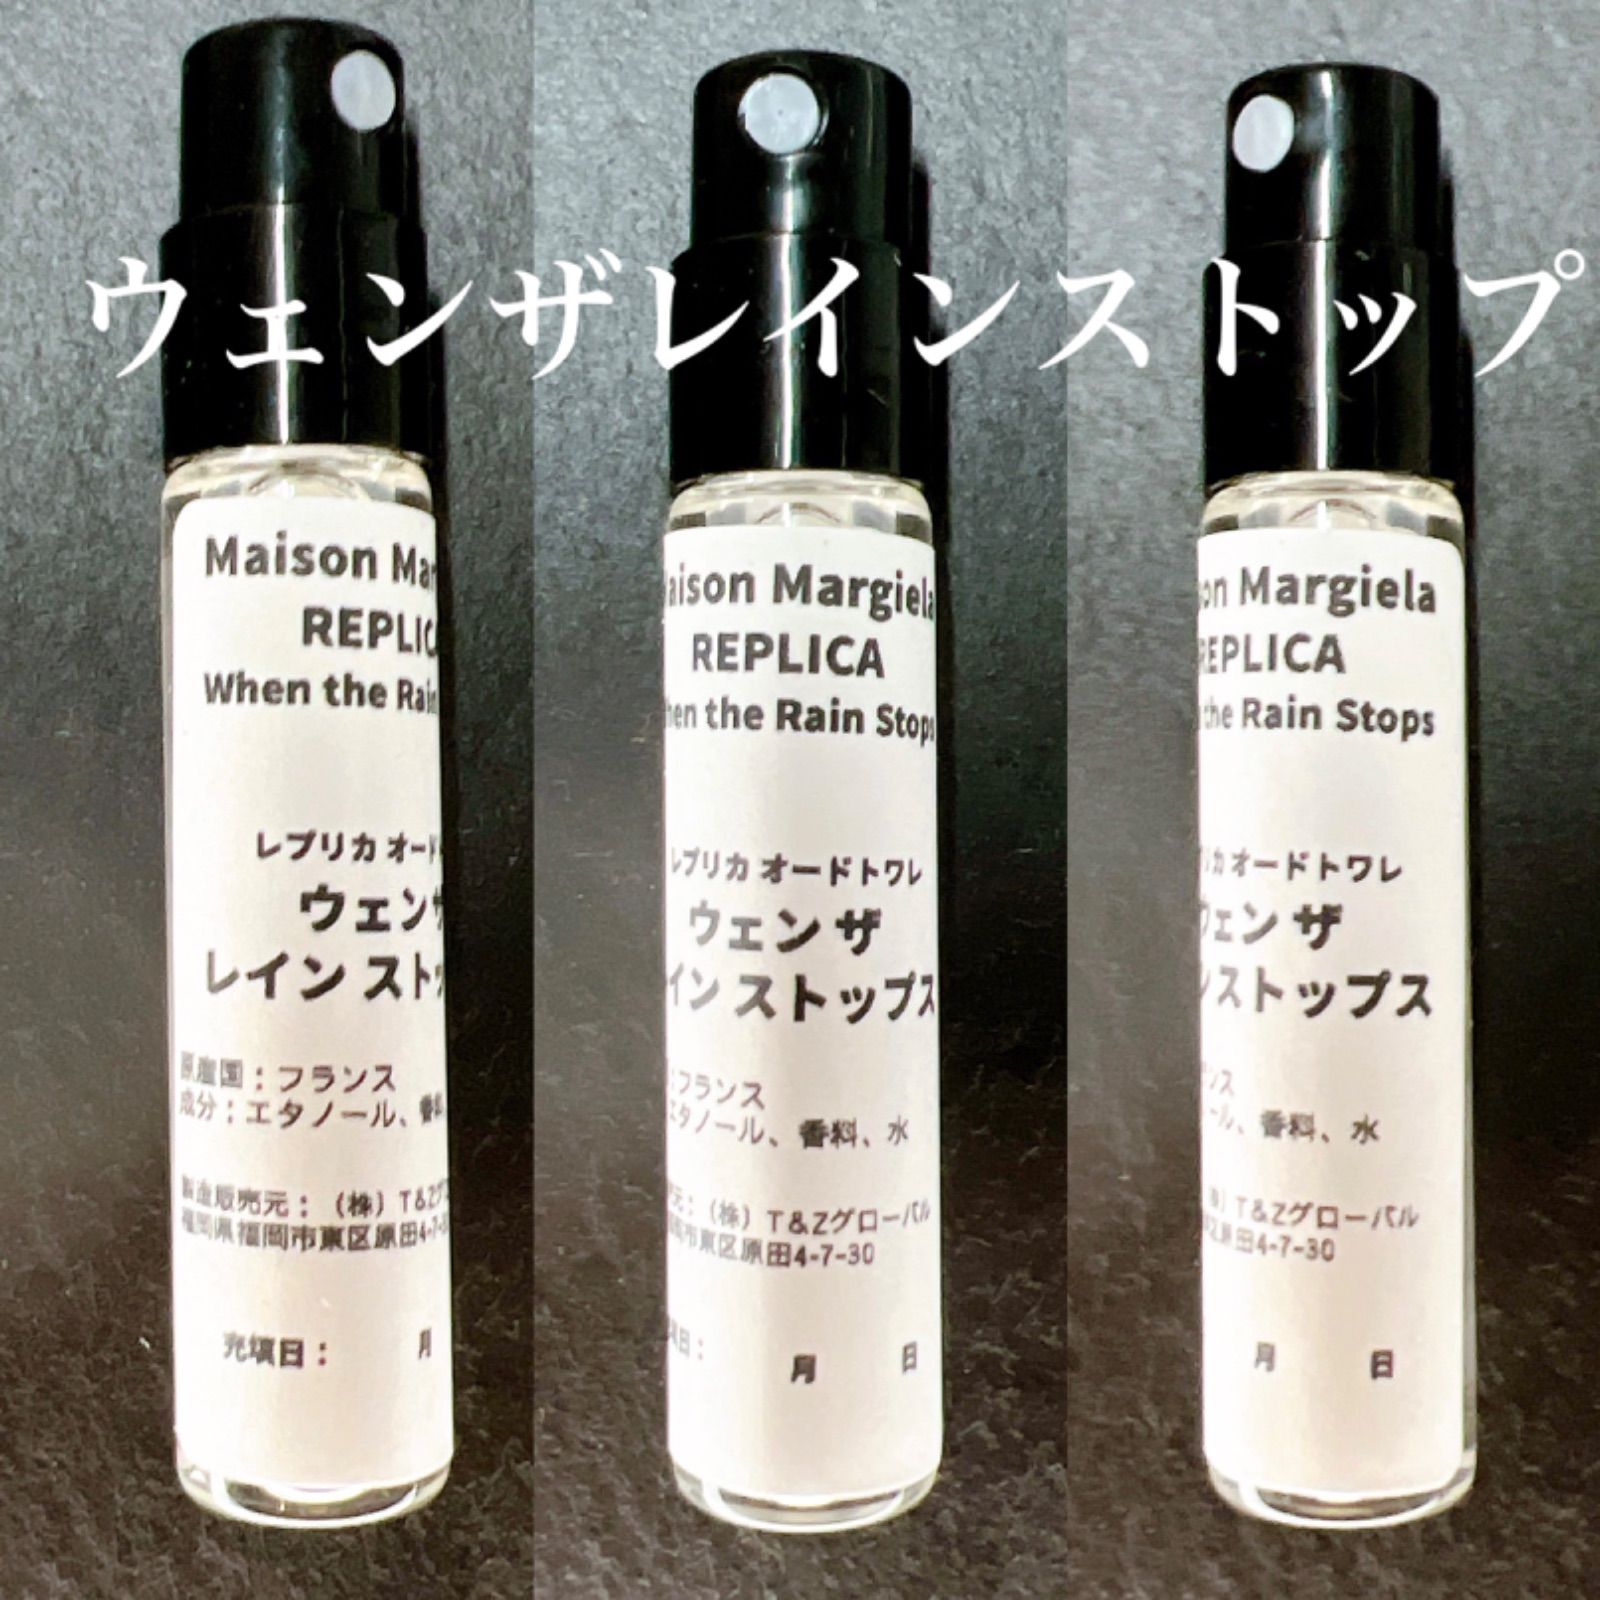 ウェンザレインストップ
Maison Mar
REPLICA
When the Rain
レプリカ オード
ウェンザ
レイン ストッ
原産国：フランス
成分：エタノール、香料
製造販売元：（株）T&Zグ
福岡県福岡市東区原田4-7-
充填日： 月
aison Margiela
REPLICA
hen the Rain Stops
レプリカ オードトワレ
ウェン ザ
イン ストップス
：フランス
エタノール、香料、水
元：（株）T&Zグローバル
岡市東区原田4-7-30
填日： 月 日
on Margiela
REPLICA
the Rain Stops
リカ オードトワレ
ウェン ザ
ンストップス
ンス
ール、香料、水
株）T&Zグローバル
区原田4-7-30
月 日